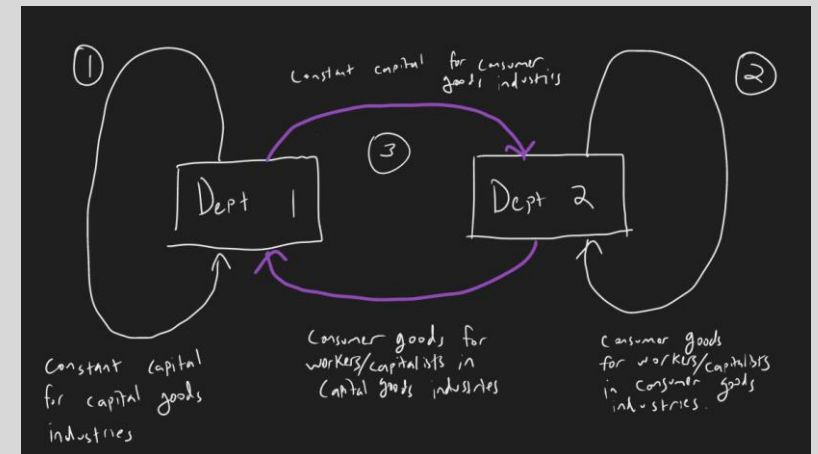 1
Constant capital for consumer
goods industries
2
3
Dept 1
Dept 2
Constant capital
for capital goods
industries
Consumer goods for
workers/capitalists in
Capital goods industries
Consumer goods
for workers/capitalists
in consumer goods
industries.